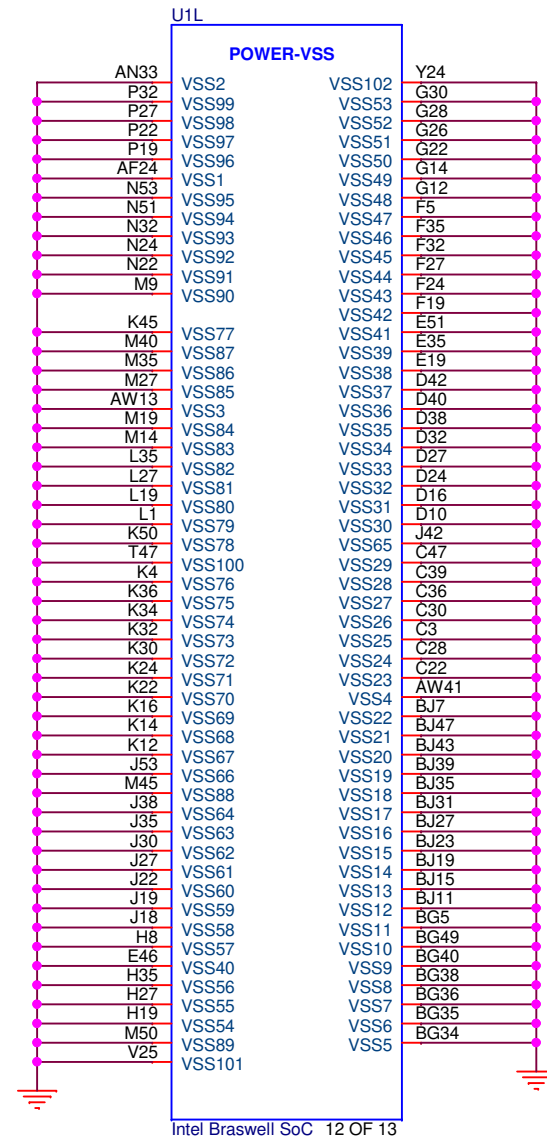 U1L
POWER-VSS
AN33 VSS2 VSS102 Y24
P32 VSS99 VSS53 G30
P27 VSS98 VSS52 G28
P22 VSS97 VSS51 G26
P19 VSS96 VSS50 G22
AF24 VSS1 VSS49 G14
N53 VSS95 VSS48 G12
N51 VSS94 VSS47 F5
N32 VSS93 VSS46 F35
N24 VSS92 VSS45 F32
N22 VSS91 VSS44 F27
M9 VSS90 VSS43 F24
VSS42 F19
K45 VSS77 VSS41 E51
M40 VSS87 VSS39 E35
M35 VSS86 VSS38 E19
M27 VSS85 VSS37 D42
AW13 VSS3 VSS36 D40
M19 VSS84 VSS35 D38
M14 VSS83 VSS34 D32
L35 VSS82 VSS33 D27
L27 VSS81 VSS32 D24
L19 VSS80 VSS31 D16
L1 VSS79 VSS30 D10
K50 VSS78 VSS65 J42
T47 VSS100 VSS29 C47
K4 VSS76 VSS28 C39
K36 VSS75 VSS27 C36
K34 VSS74 VSS26 C30
K32 VSS73 VSS25 C3
K30 VSS72 VSS24 C28
K24 VSS71 VSS23 C22
K22 VSS70 VSS4 AW41
K16 VSS69 VSS22 BJ7
K14 VSS68 VSS21 BJ47
K12 VSS67 VSS20 BJ43
J53 VSS66 VSS19 BJ39
M45 VSS88 VSS18 BJ35
J38 VSS64 VSS17 BJ31
J35 VSS63 VSS16 BJ27
J30 VSS62 VSS15 BJ23
J27 VSS61 VSS14 BJ19
J22 VSS60 VSS13 BJ15
J19 VSS59 VSS12 BJ11
J18 VSS58 VSS11 BG5
H8 VSS57 VSS10 BG49
E46 VSS40 VSS9 BG40
H35 VSS56 VSS8 BG38
H27 VSS55 VSS7 BG36
H19 VSS54 VSS6 BG35
M50 VSS89 VSS5 BG34
V25 VSS101
Intel Braswell SoC 12 OF 13